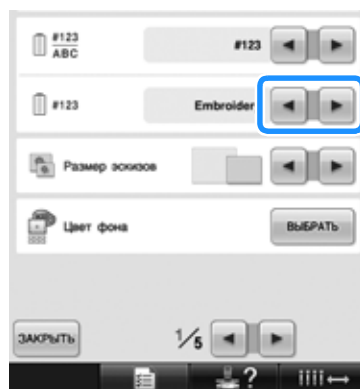 #123
ABC
#123
#123
Embroider
Размер эскизов
Цвет фона
ВЫБРАТЬ
ЗАКРЫТЬ
1/5
?